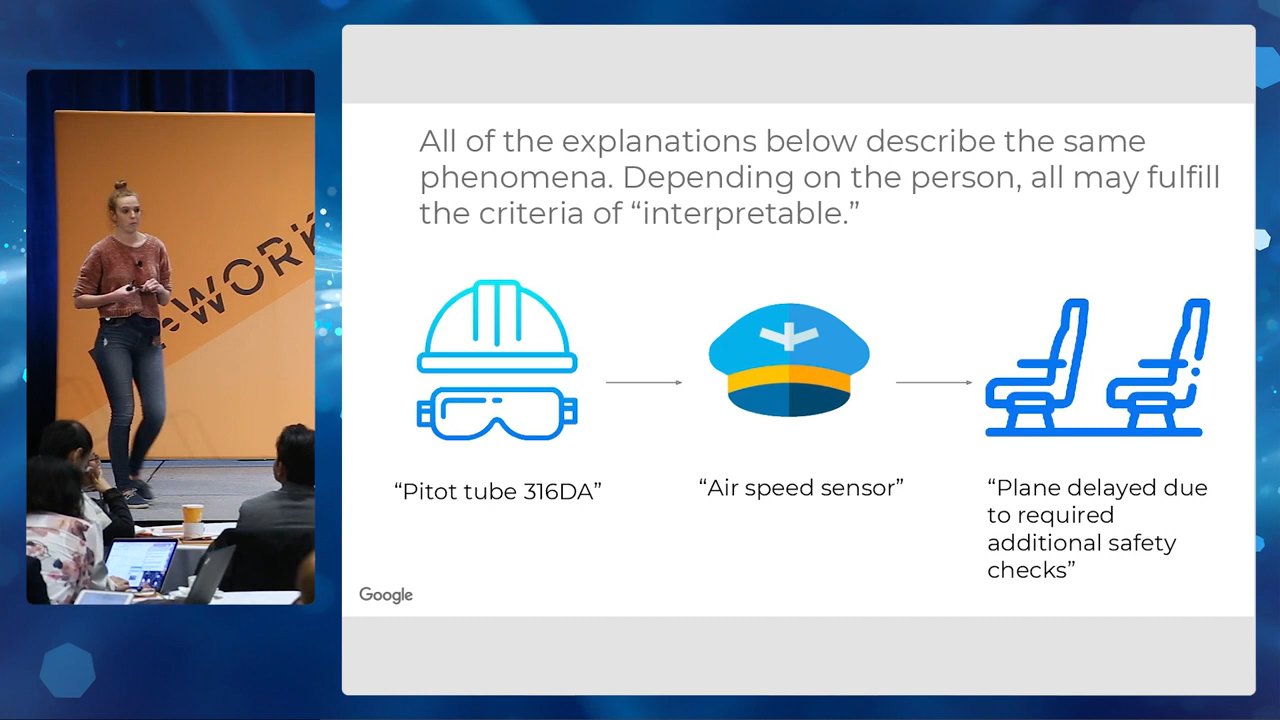 All of the explanations below describe the same
phenomena. Depending on the person, all may fulfill
the criteria of “interpretable.”
“Pitot tube 316DA”
“Air speed sensor”
“Plane delayed due
to required
additional safety
checks”
Google
reWORK